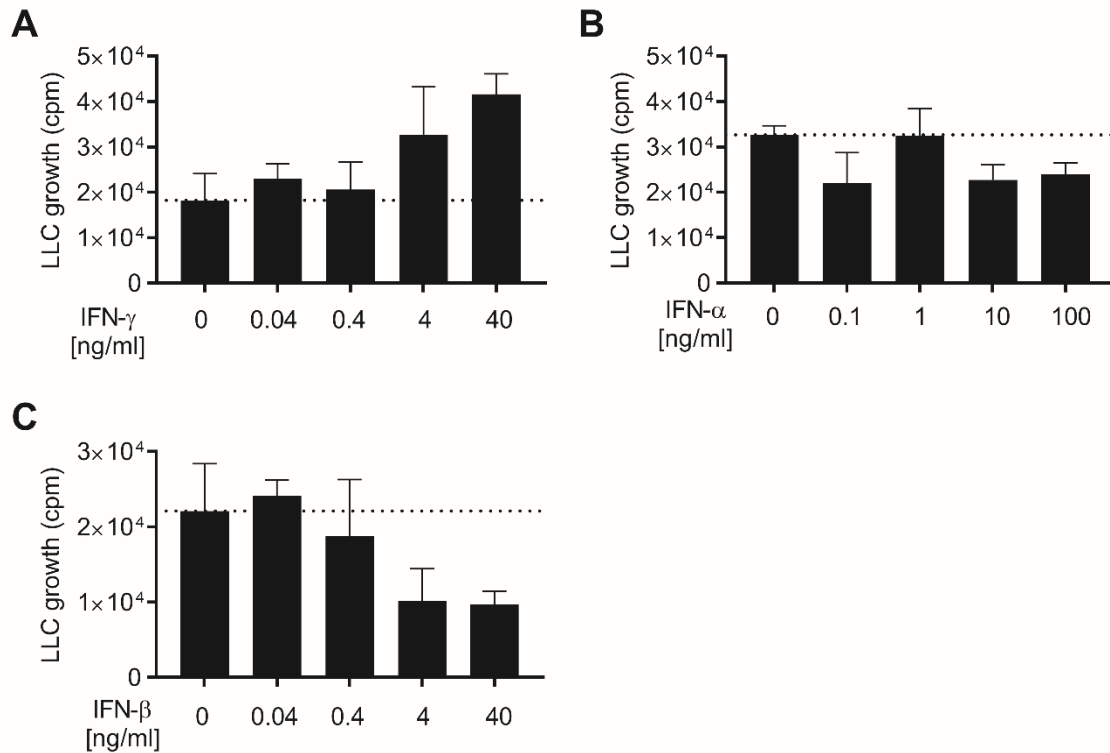 A
LLC growth (cpm)
5×10⁴
4×10⁴
3×10⁴
2×10⁴
1×10⁴
0
IFN-γ
[ng/ml]
0 0.04 0.4 4 40
B
LLC growth (cpm)
5×10⁴
4×10⁴
3×10⁴
2×10⁴
1×10⁴
0
IFN-α
[ng/ml]
0 0.1 1 10 100
C
LLC growth (cpm)
3×10⁴
2×10⁴
1×10⁴
0
IFN-β
[ng/ml]
0 0.04 0.4 4 40